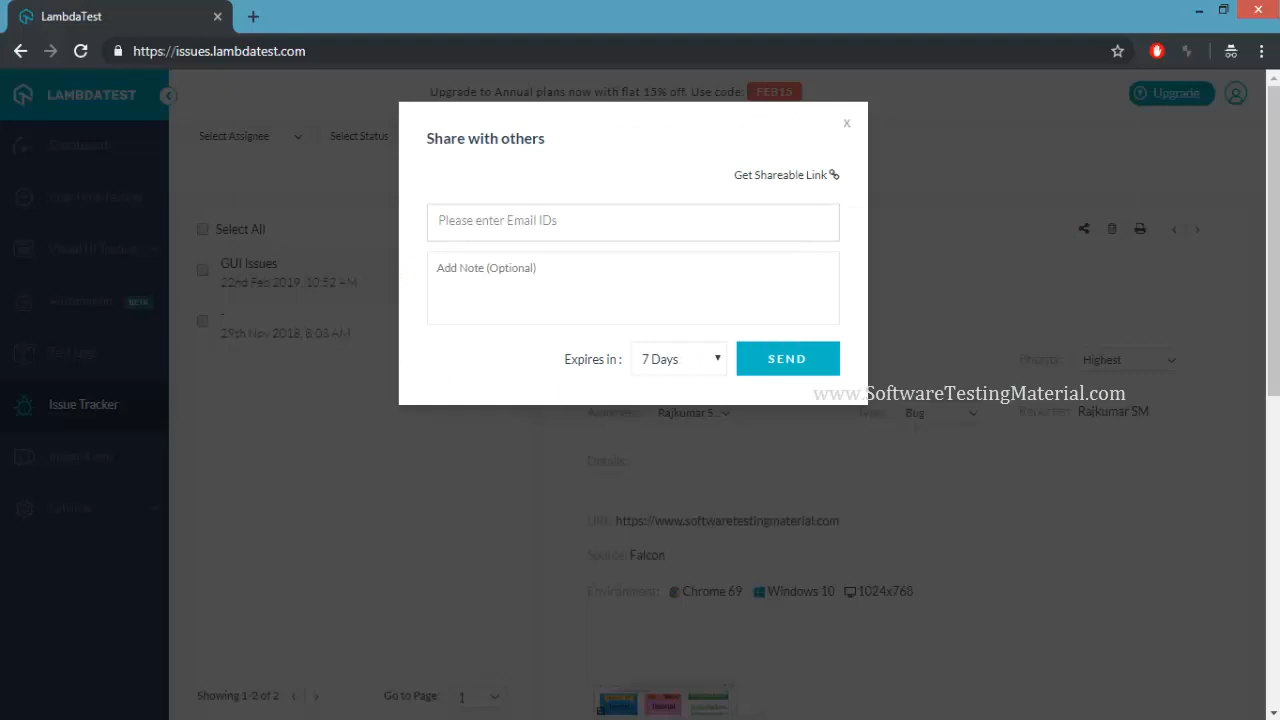 LambdaTest
https://issues.lambdatest.com
LAMBDATEST
Upgrade to Annual plans now with flat 15% off. Use code: FEB15
Upgrade
Share with others
x
Get Shareable Link
Please enter Email IDs
Add Note (Optional)
Expires in :
7 Days
SEND
www.SoftwareTestingMaterial.com
Select Assignee
Select Status
Dashboard
Real Time Testing
Automation BETA
Test Logs
Issue Tracker
Integrations
Settings
Select All
GUI Issues
22nd Feb 2019, 10:52 AM
-
29th Nov 2018, 8:03 AM
Showing 1-2 of 2
Go to Page:
1
Priority:
Highest
Assignee:
Rajkumar S...
Type:
Bug
Reporter:
Rajkumar SM
Details:
URL: https://www.softwaretestingmaterial.com
Source: Falcon
Environment: Chrome 69 Windows 10 1024x768